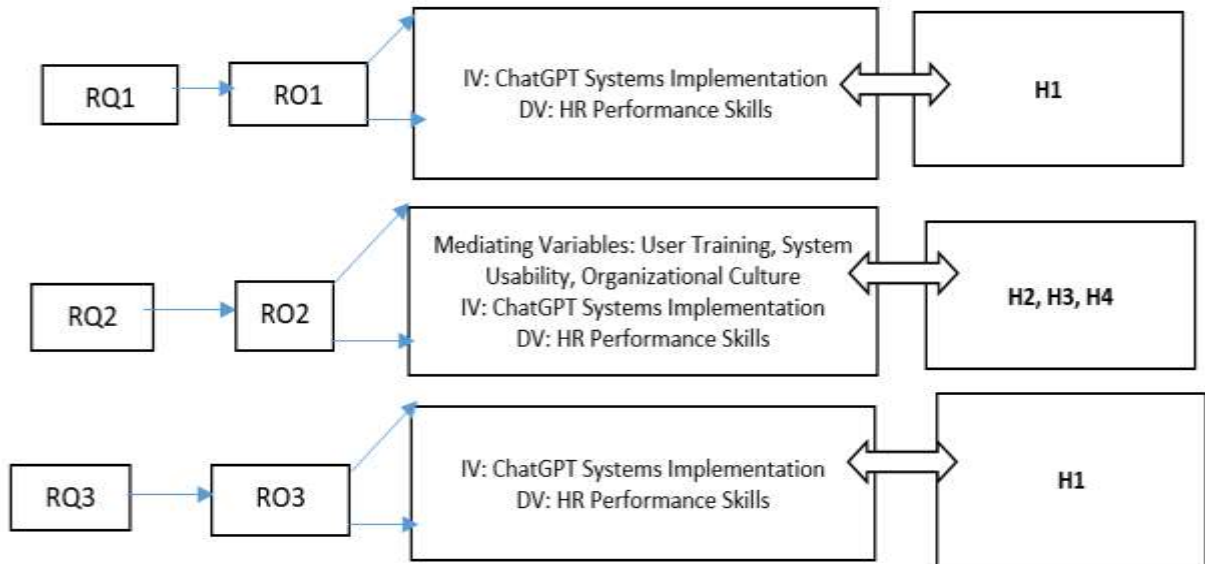 RQ1
RO1
IV: ChatGPT Systems Implementation
DV: HR Performance Skills
H1
RQ2
RO2
Mediating Variables: User Training, System
Usability, Organizational Culture
IV: ChatGPT Systems Implementation
DV: HR Performance Skills
H2, H3, H4
RQ3
RO3
IV: ChatGPT Systems Implementation
DV: HR Performance Skills
H1